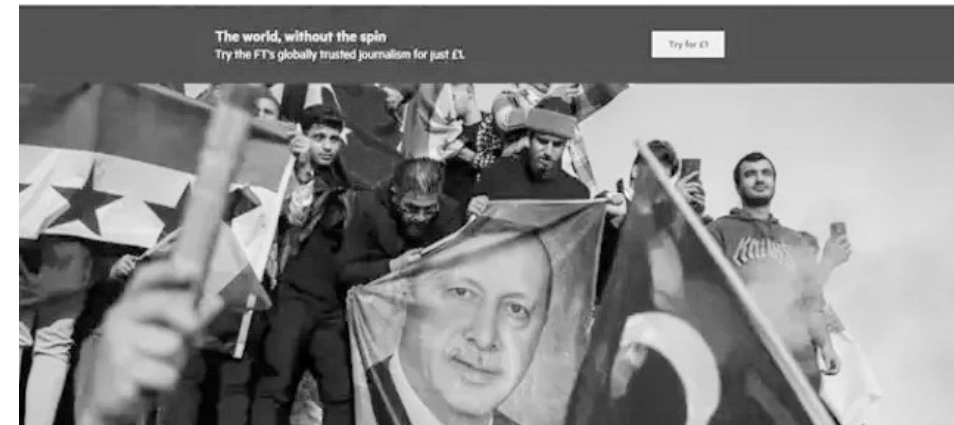 The world, without the spin
Try the FT's globally trusted journalism for just £1.
Try for £1